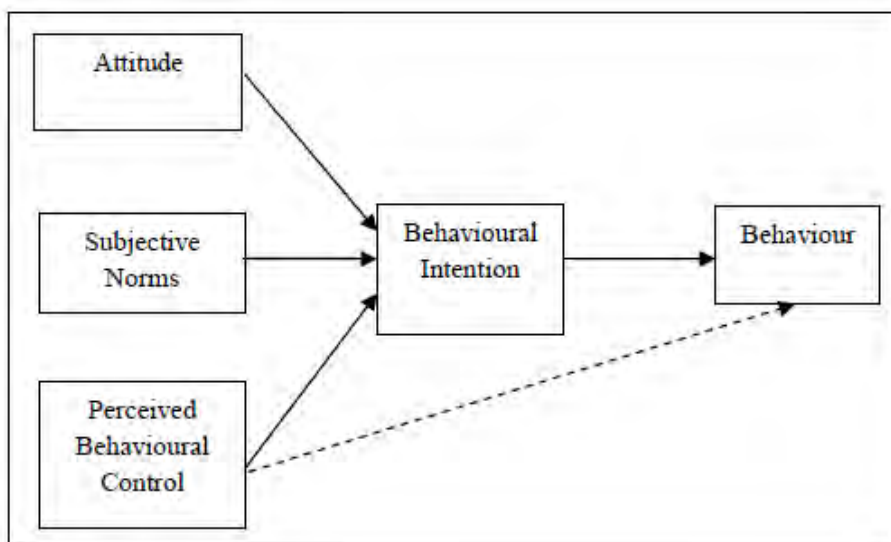 Attitude
Subjective
Norms
Perceived
Behavioural
Control
Behavioural
Intention
Behaviour